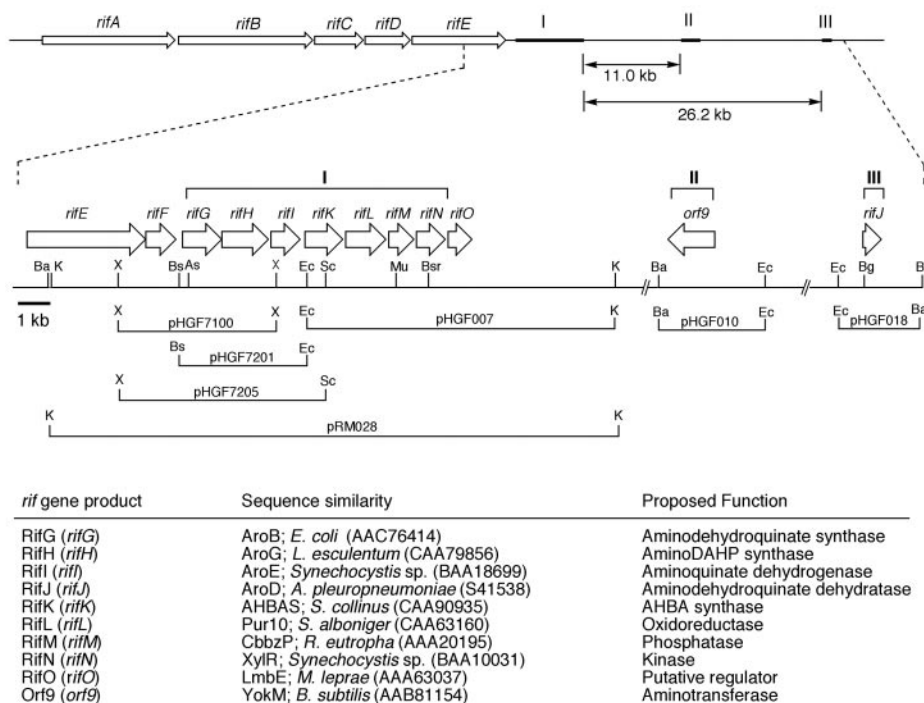 rifA rifB rifC rifD rifE I II III
11.0 kb
26.2 kb
I II III
rifE rifF rifG rifH rifI rifK rifL rifM rifN rifO orf9 rifJ
Ba K X Bs As X Ec Sc Mu Bsr K Ba Ec Ec Bg B
1 kb
X pHGF7100 X Ec pHGF007 K Ba pHGF010 Ec Ec pHGF018 Ba
Bs pHGF7201 Ec
X pHGF7205 Sc
K pRM028 K
rif gene product Sequence similarity Proposed Function
RifG (rifG) AroB; E. coli (AAC76414) Aminodehydroquinate synthase
RifH (rifH) AroG; L. esculentum (CAA79856) AminoDAHP synthase
RifI (rifI) AroE; Synechocystis sp. (BAA18699) Aminoquinate dehydrogenase
RifJ (rifJ) AroD; A. pleuropneumoniae (S41538) Aminodehydroquinate dehydratase
RifK (rifK) AHBAS; S. collinus (CAA90935) AHBA synthase
RifL (rifL) Pur10; S. alboniger (CAA63160) Oxidoreductase
RifM (rifM) CbbzP; R. eutropha (AAA20195) Phosphatase
RifN (rifN) XylR; Synechocystis sp. (BAA10031) Kinase
RifO (rifO) LmbE; M. leprae (AAA63037) Putative regulator
Orf9 (orf9) YokM; B. subtilis (AAB81154) Aminotransferase